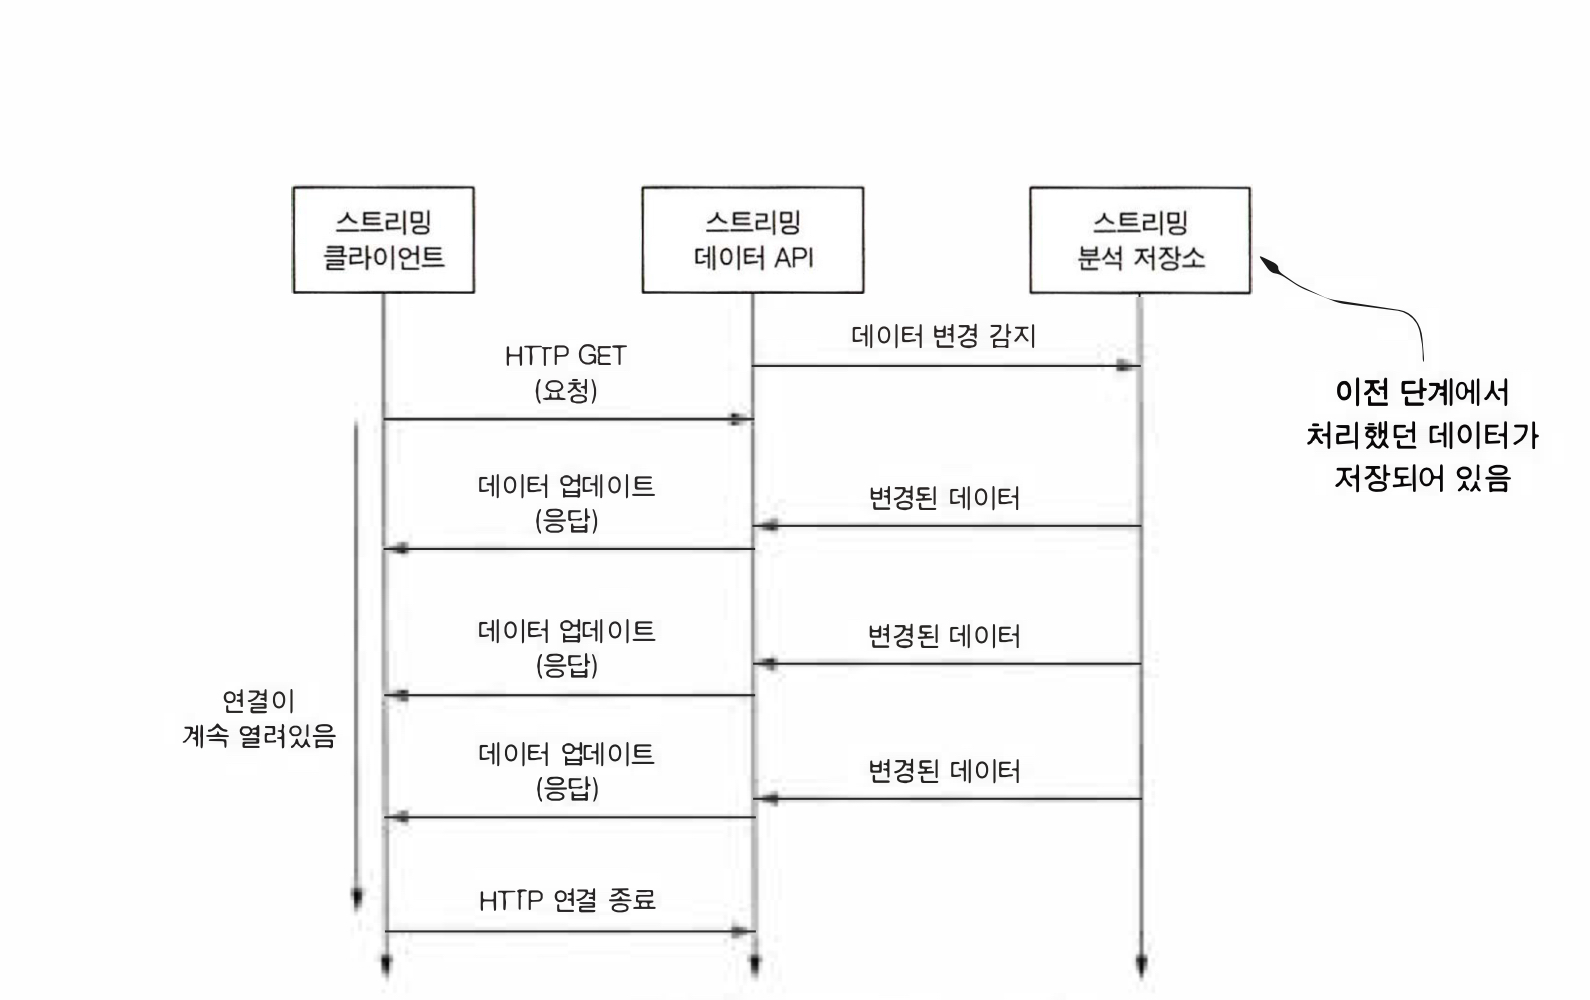 스트리밍
클라이언트
스트리밍
데이터 API
스트리밍
분석 저장소
데이터 변경 감지
HTTP GET
(요청)
이전 단계에서
처리했던 데이터가
저장되어 있음
데이터 업데이트
(응답)
변경된 데이터
데이터 업데이트
(응답)
변경된 데이터
연결이
계속 열려있음
데이터 업데이트
(응답)
변경된 데이터
HTTP 연결 종료